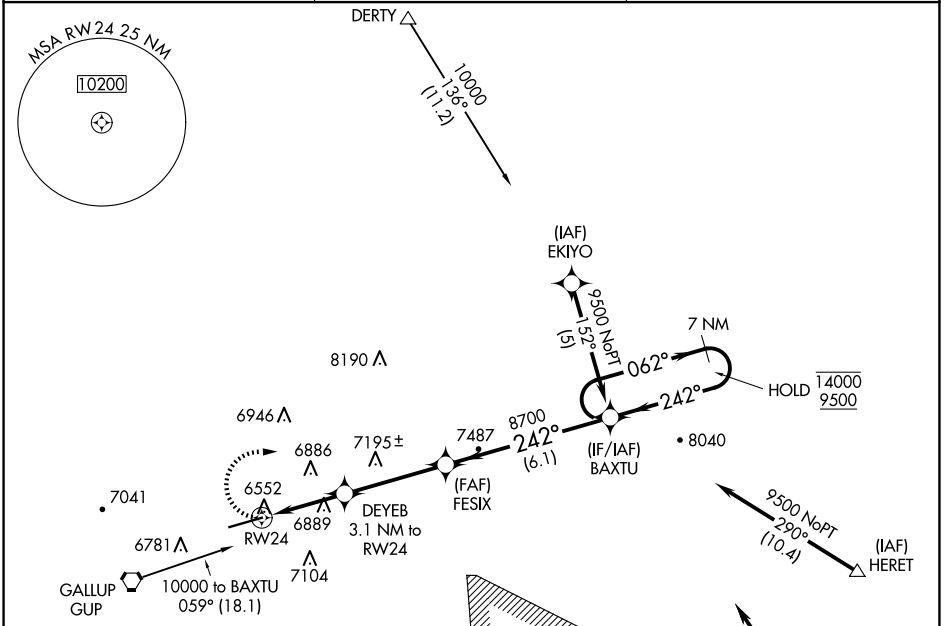 MSA RW24 25 NM
10200
DERTY
10000
136°
(11.2)
(IAF)
EKIYO
9500 NoPT
152°
(5)
7 NM
062°
242°
HOLD
14000
9500
8190
6946
6886
7195±
7487
8700
242°
(6.1)
(IF/IAF)
BAXTU
8040
7041
6552
6889
DEYEB
3.1 NM to
RW24
(FAF)
FESIX
RW24
6781
7104
GALLUP
GUP
10000 to BAXTU
059° (18.1)
9500 NoPT
290°
(10.4)
(IAF)
HERET